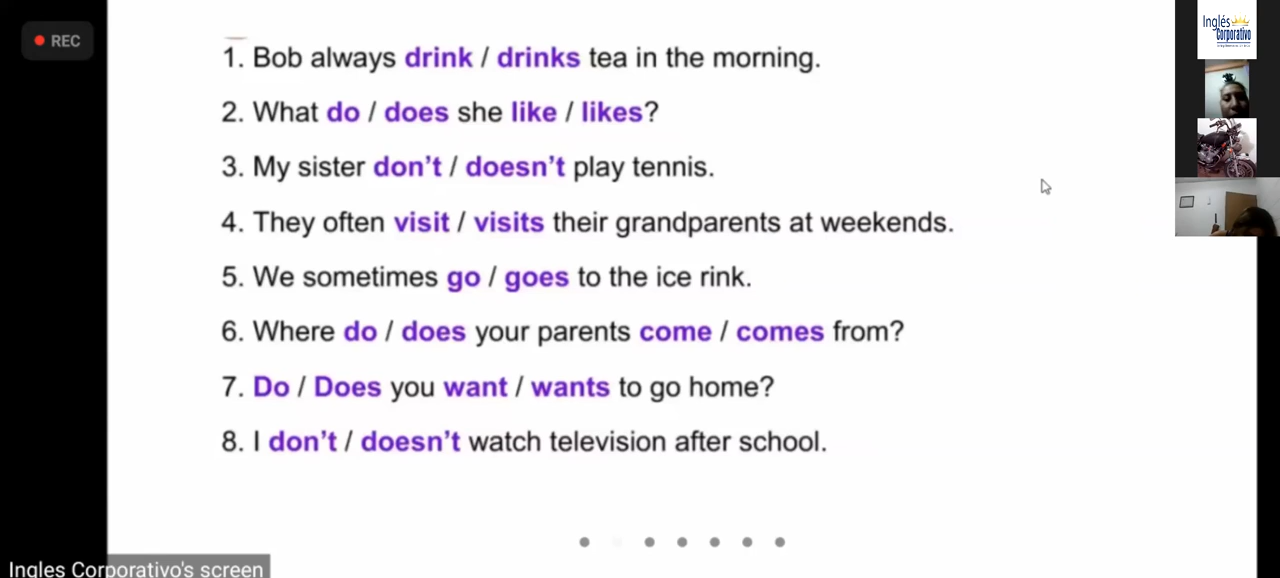 REC
1. Bob always drink / drinks tea in the morning.
2. What do / does she like / likes?
3. My sister don’t / doesn’t play tennis.
4. They often visit / visits their grandparents at weekends.
5. We sometimes go / goes to the ice rink.
6. Where do / does your parents come / comes from?
7. Do / Does you want / wants to go home?
8. I don’t / doesn’t watch television after school.
Inglés
Corporativo
Ingles Corporativo's screen